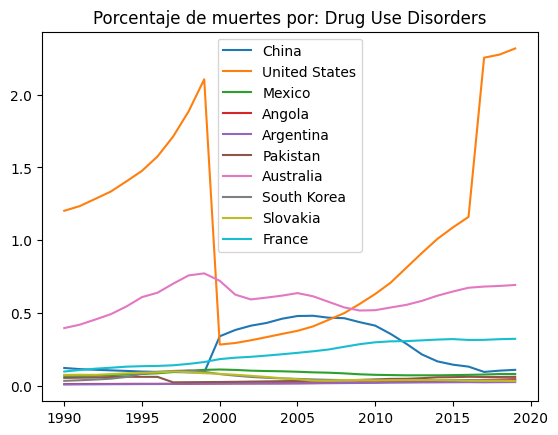 Porcentaje de muertes por: Drug Use Disorders
China
United States
Mexico
Angola
Argentina
Pakistan
Australia
South Korea
Slovakia
France
2.0
1.5
1.0
0.5
0.0
1990 1995 2000 2005 2010 2015 2020